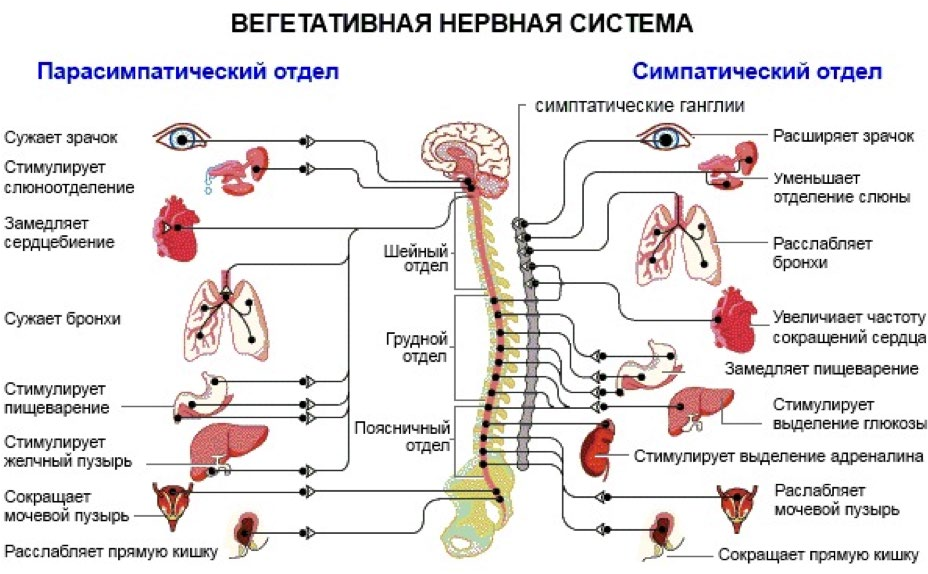 ВЕГЕТАТИВНАЯ НЕРВНАЯ СИСТЕМА
Парасимпатический отдел
Сужает зрачок
Стимулирует
слюноотделение
Замедляет
сердцебиение
Сужает бронхи
Стимулирует
пищеварение
Стимулирует
желчный пузырь
Сокращает
мочевой пузырь
Расслабляет прямую кишку
Шейный
отдел
Грудной
отдел
Поясничный
отдел
Симпатический отдел
симптатические ганглии
Расширяет зрачок
Уменьшает
отделение слюны
Расслабляет
бронхи
Увеличиает частоту
сокращений сердца
Замедляет пищеварение
Стимулирует
выделение глюкозы
Стимулирует выделение адреналина
Раслабляет
мочевой пузырь
Сокращает прямую кишку